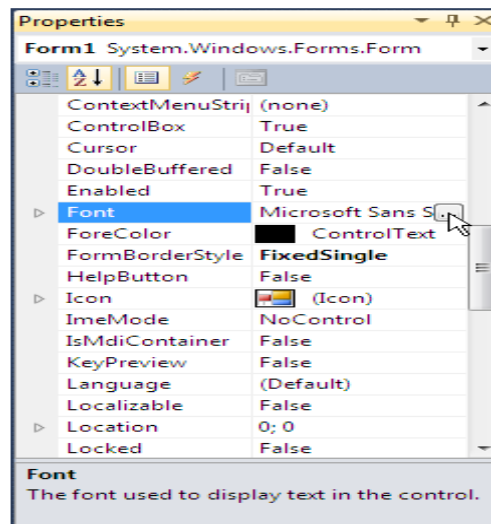 Properties
Form1 System.Windows.Forms.Form
ContextMenuStri (none)
ControlBox True
Cursor Default
DoubleBuffered False
Enabled True
Font Microsoft Sans S ...
ForeColor ControlText
FormBorderStyle FixedSingle
HelpButton False
Icon (Icon)
ImeMode NoControl
IsMdiContainer False
KeyPreview False
Language (Default)
Localizable False
Location 0; 0
Locked False
Font
The font used to display text in the control.